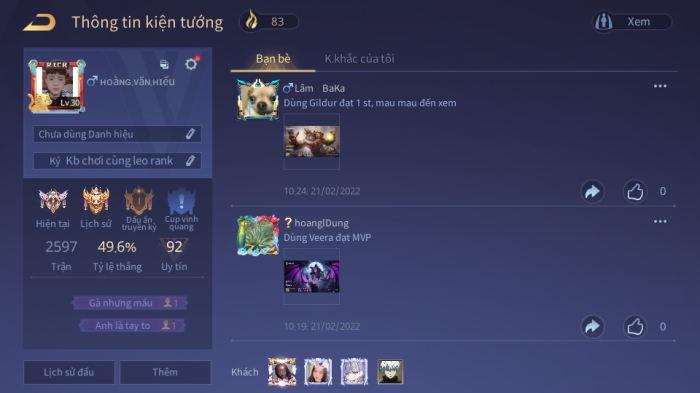 Thông tin kiện tướng
83
Xem
RICH
Lv.30
HOÀNG,VĂN,HIẾU
Chưa dùng Danh hiệu
Ký Kb chơi cùng leo rank
Hiện tại
Lịch sử
Dấu ấn truyền kỳ
Cup vinh quang
2597
49.6%
92
Trận
Tỷ lệ thắng
Uy tín
Gà nhưng máu 1
Anh là tay to 1
Lịch sử đấu
Thêm
Bạn bè
K.khắc của tôi
Lãm BaKa
Dùng Gildur đạt 1 st, mau mau đến xem
10:24: 21/02/2022
0
? hoanglDung
Dùng Veera đạt MVP
10:19: 21/02/2022
0
Khách